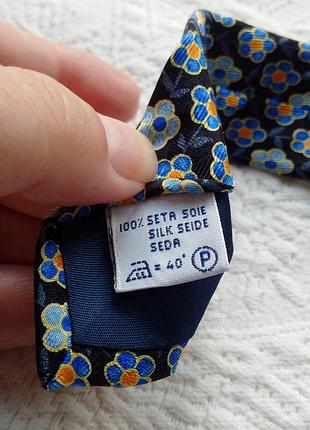 100% SETA SOIE
SILK SEIDE
SEDA
= 40° P